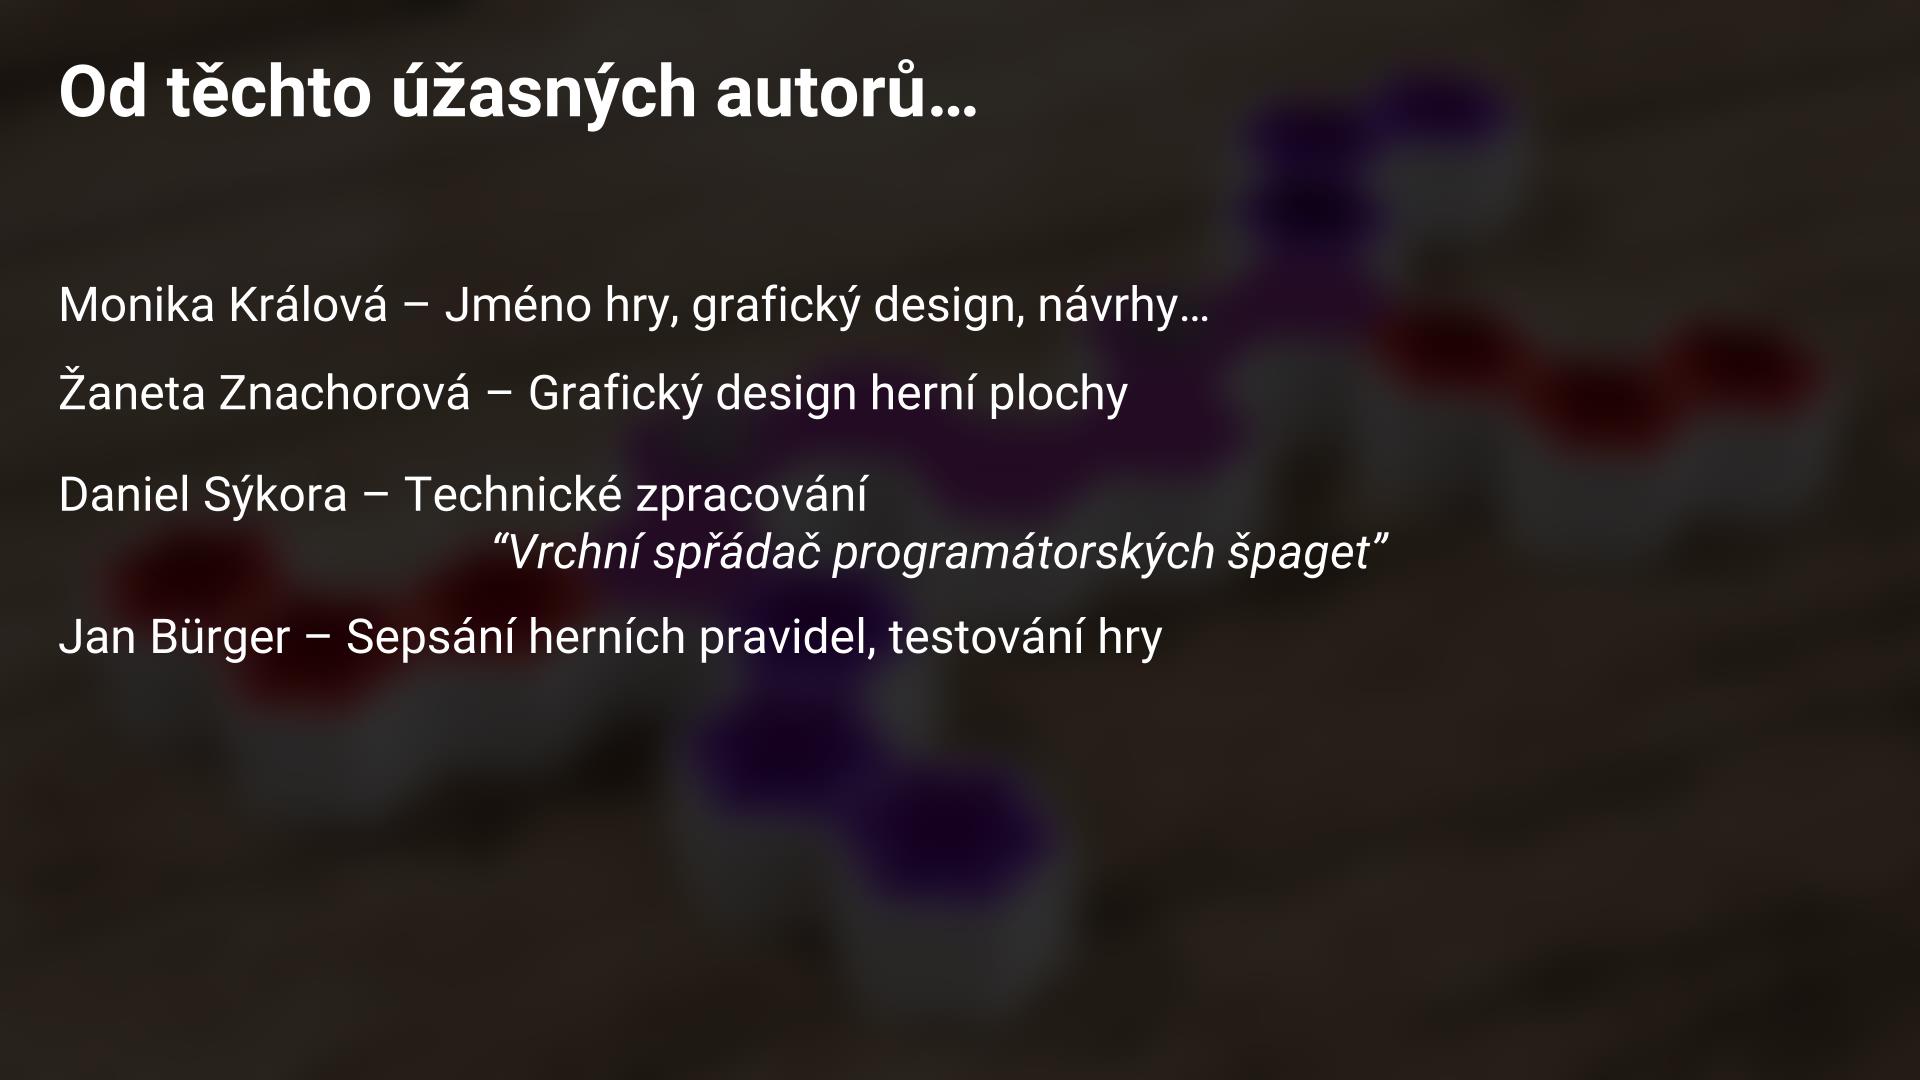 Od těchto úžasných autorů…
Monika Králová – Jméno hry, grafický design, návrhy…
Žaneta Znachorová – Grafický design herní plochy
Daniel Sýkora – Technické zpracování
“Vrchní spřádač programátorských špaget”
Jan Bürger – Sepsání herních pravidel, testování hry